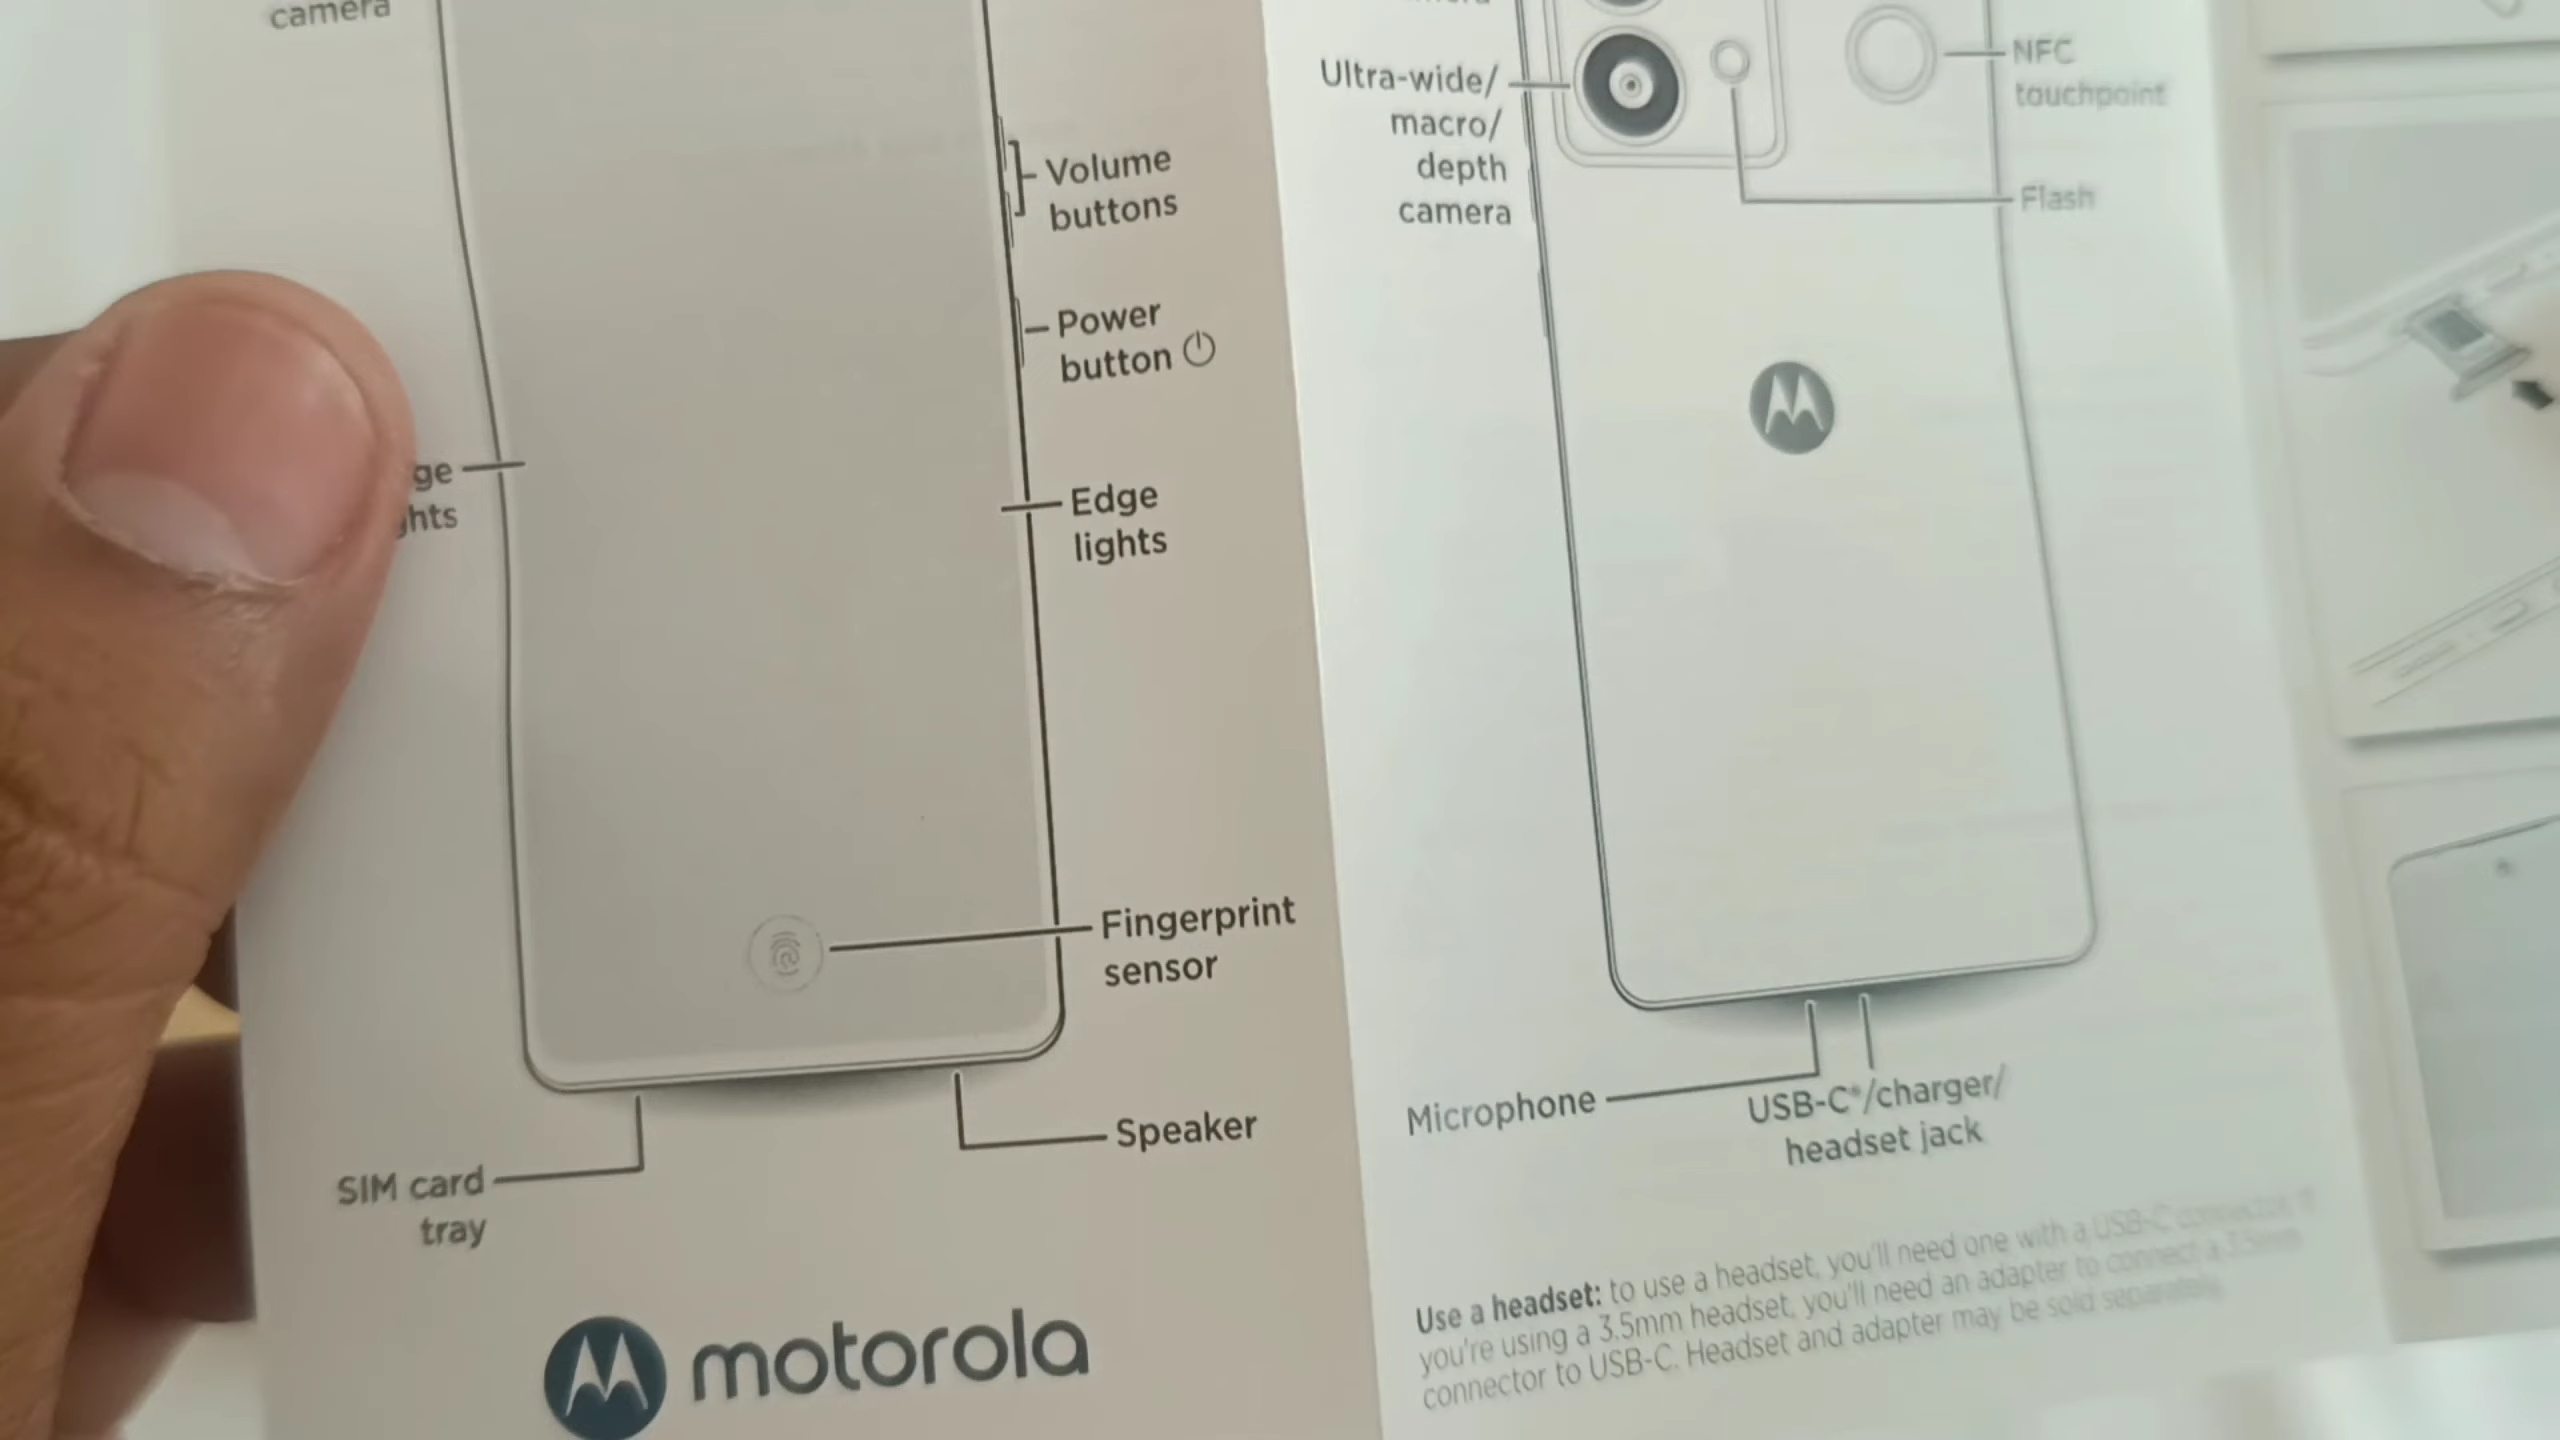 camera
Volume
buttons
Power
button
ge
hts
Edge
lights
Fingerprint
sensor
Speaker
SIM card
tray
motorola
Ultra-wide/
macro/
depth
camera
NFC
touchpoint
Flash
Microphone
USB-C®/charger/
headset jack
Use a headset: to use a headset, you'll need one with a USB-C connector. If
you're using a 3.5mm headset, you'll need an adapter to connect a 3.5mm
connector to USB-C. Headset and adapter may be sold separately.